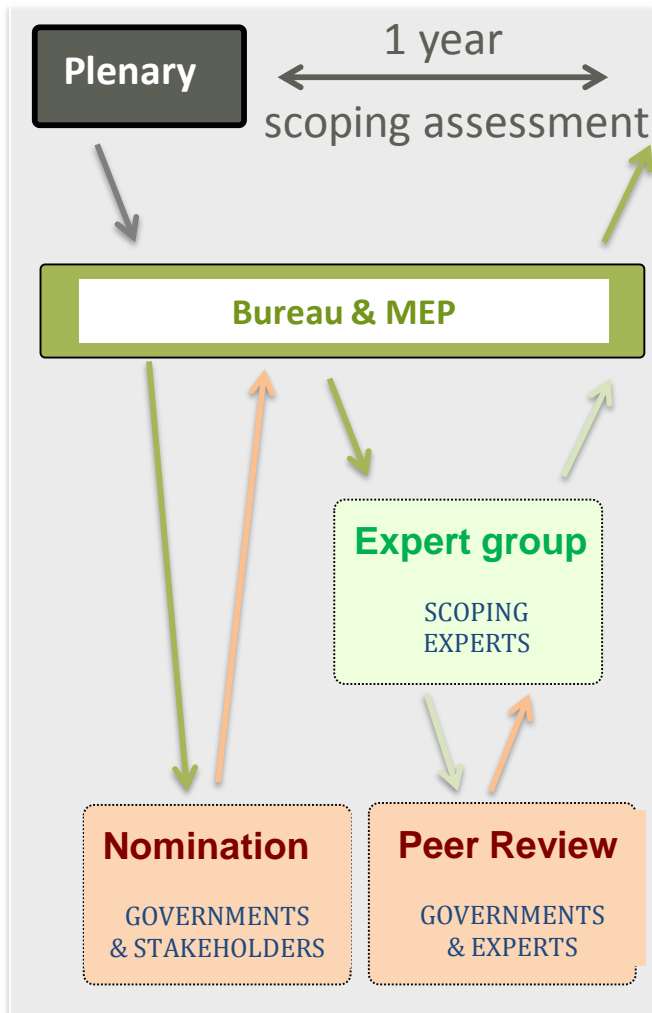 Plenary
1 year
scoping assessment
Bureau & MEP
Expert group
SCOPING
EXPERTS
Nomination
GOVERNMENTS
& STAKEHOLDERS
Peer Review
GOVERNMENTS
& EXPERTS